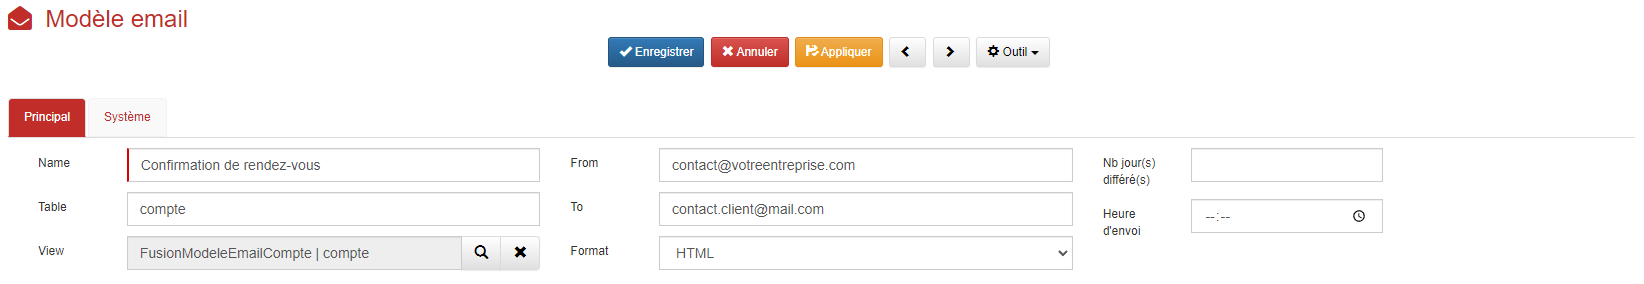 Modèle email
Enregistrer Annuler Appliquer Outil
Principal Système
Name Confirmation de rendez-vous From contact@votreentreprise.com Nb jour(s)
différé(s)
Table compte To contact.client@mail.com Heure
d'envoi --:--
View FusionModeleEmailCompte | compte Format HTML